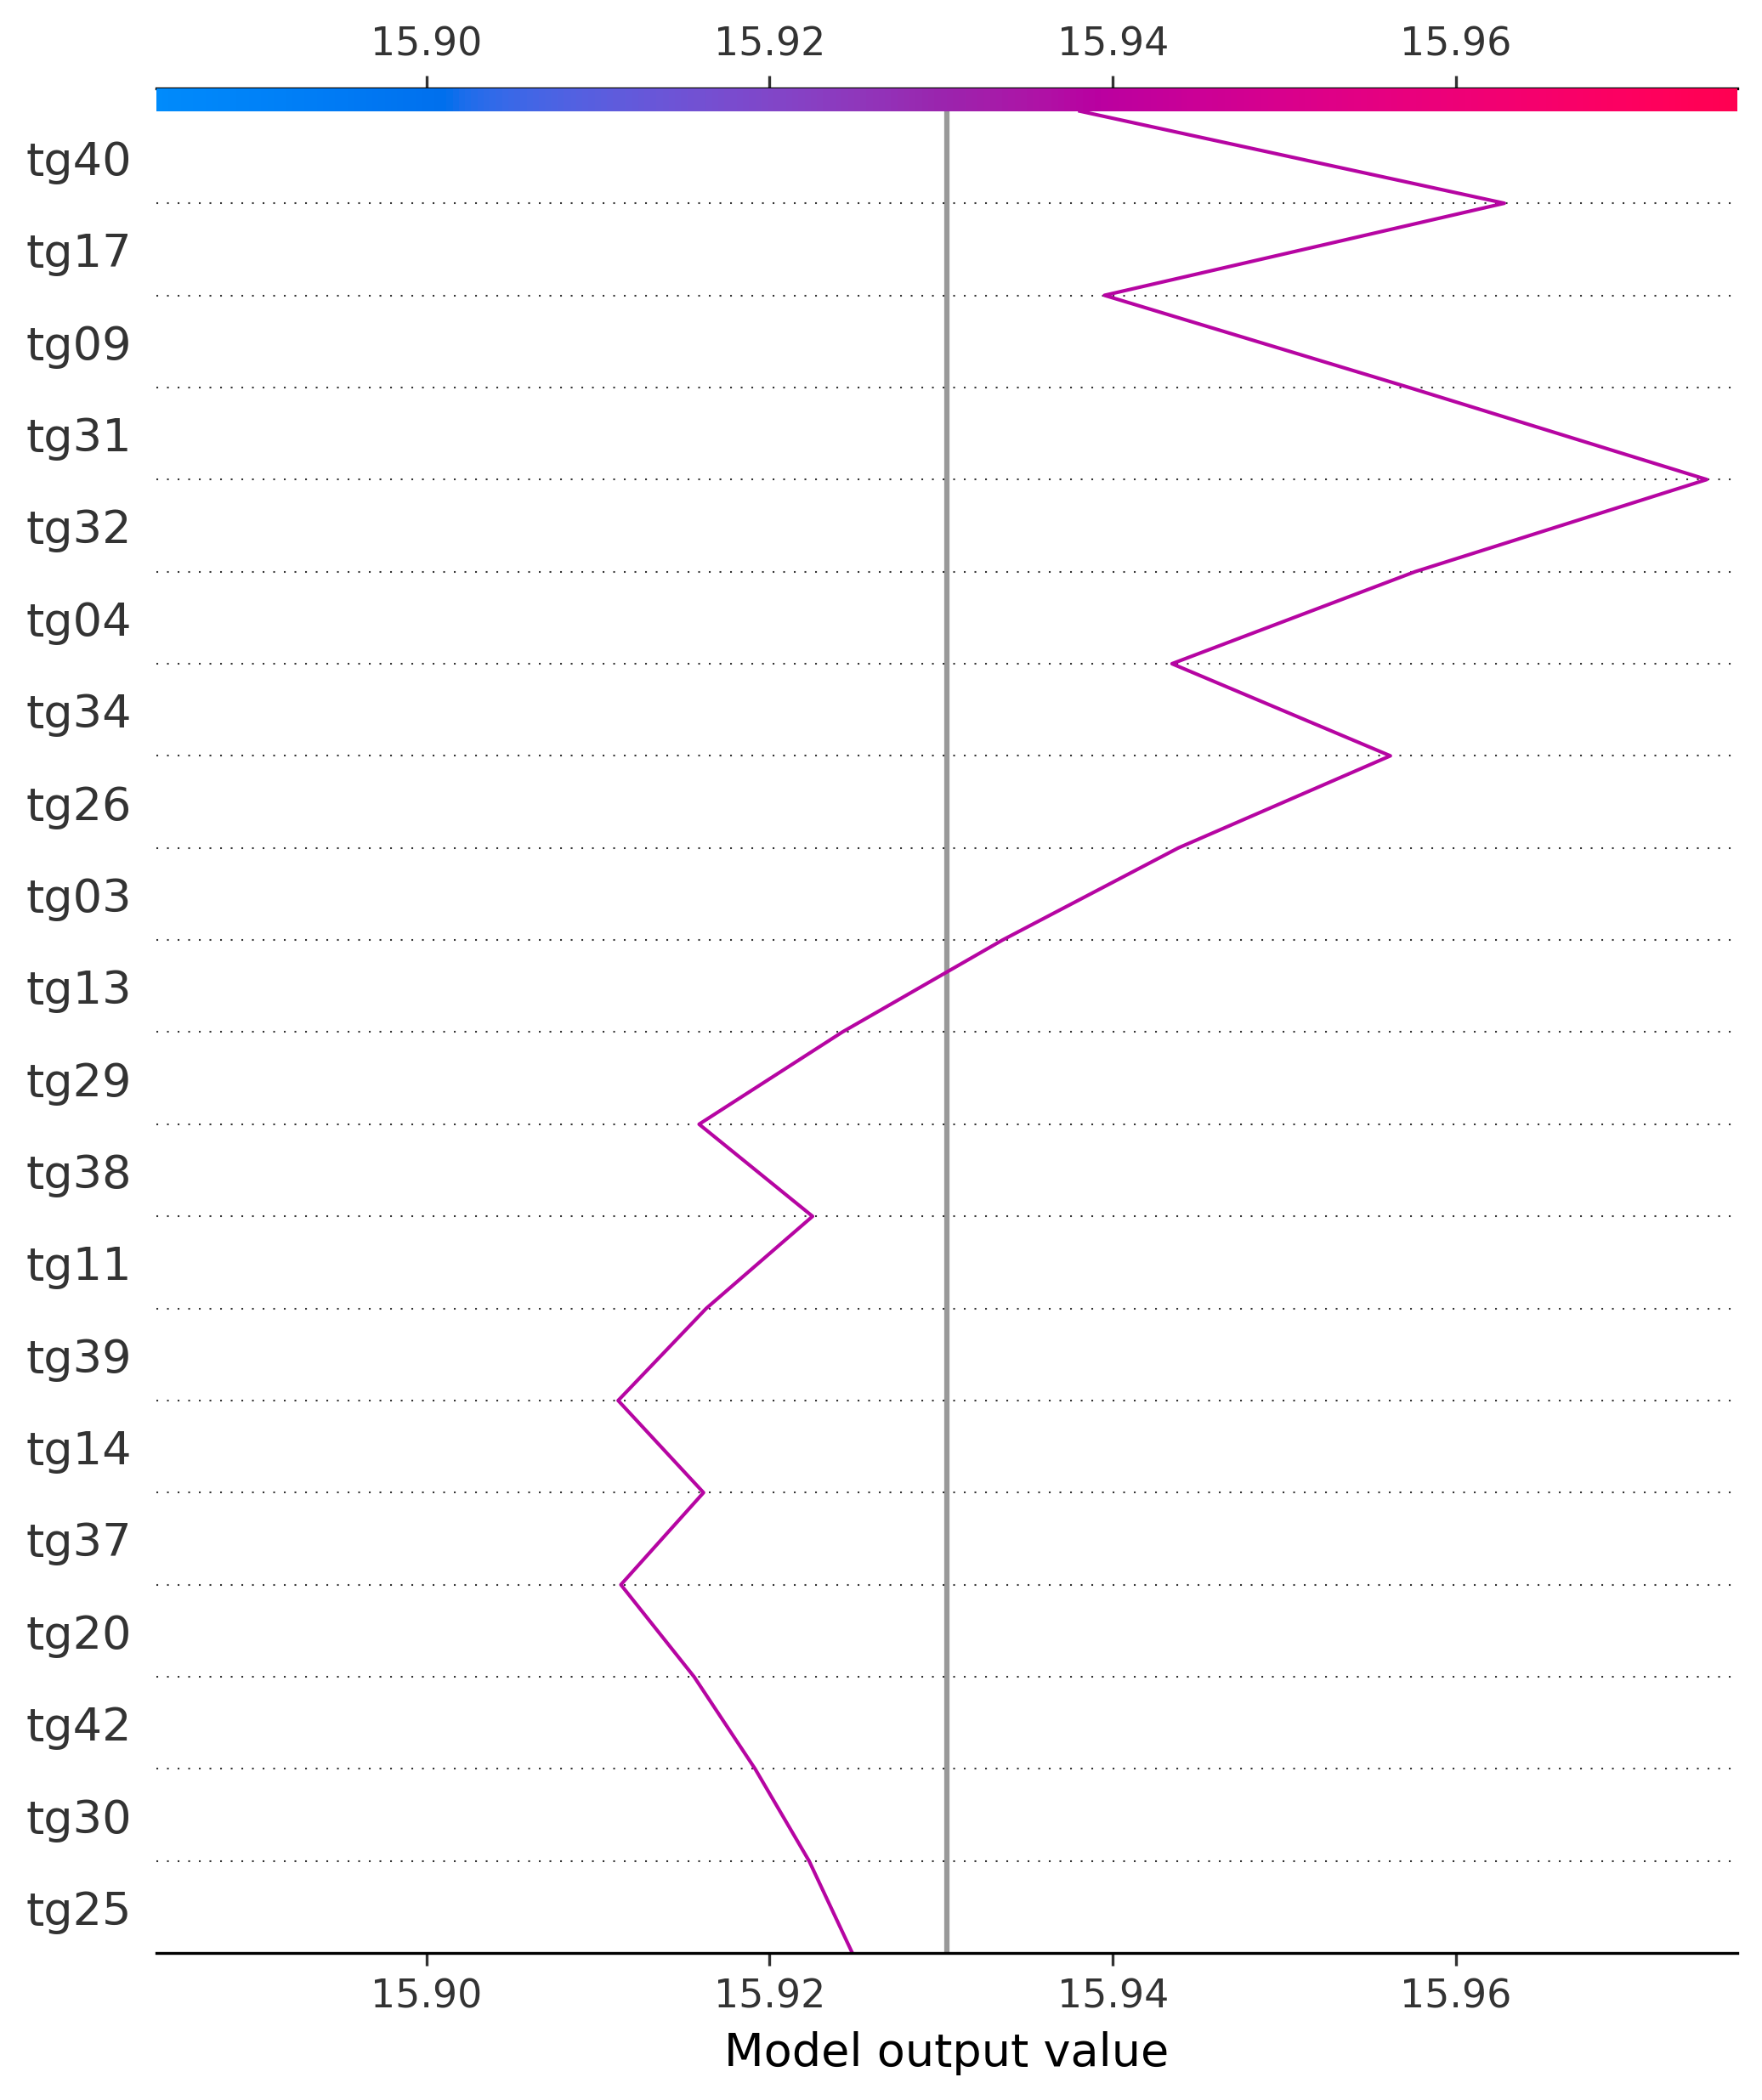 15.90 15.92 15.94 15.96
tg40
tg17
tg09
tg31
tg32
tg04
tg34
tg26
tg03
tg13
tg29
tg38
tg11
tg39
tg14
tg37
tg20
tg42
tg30
tg25
15.90 15.92 15.94 15.96
Model output value